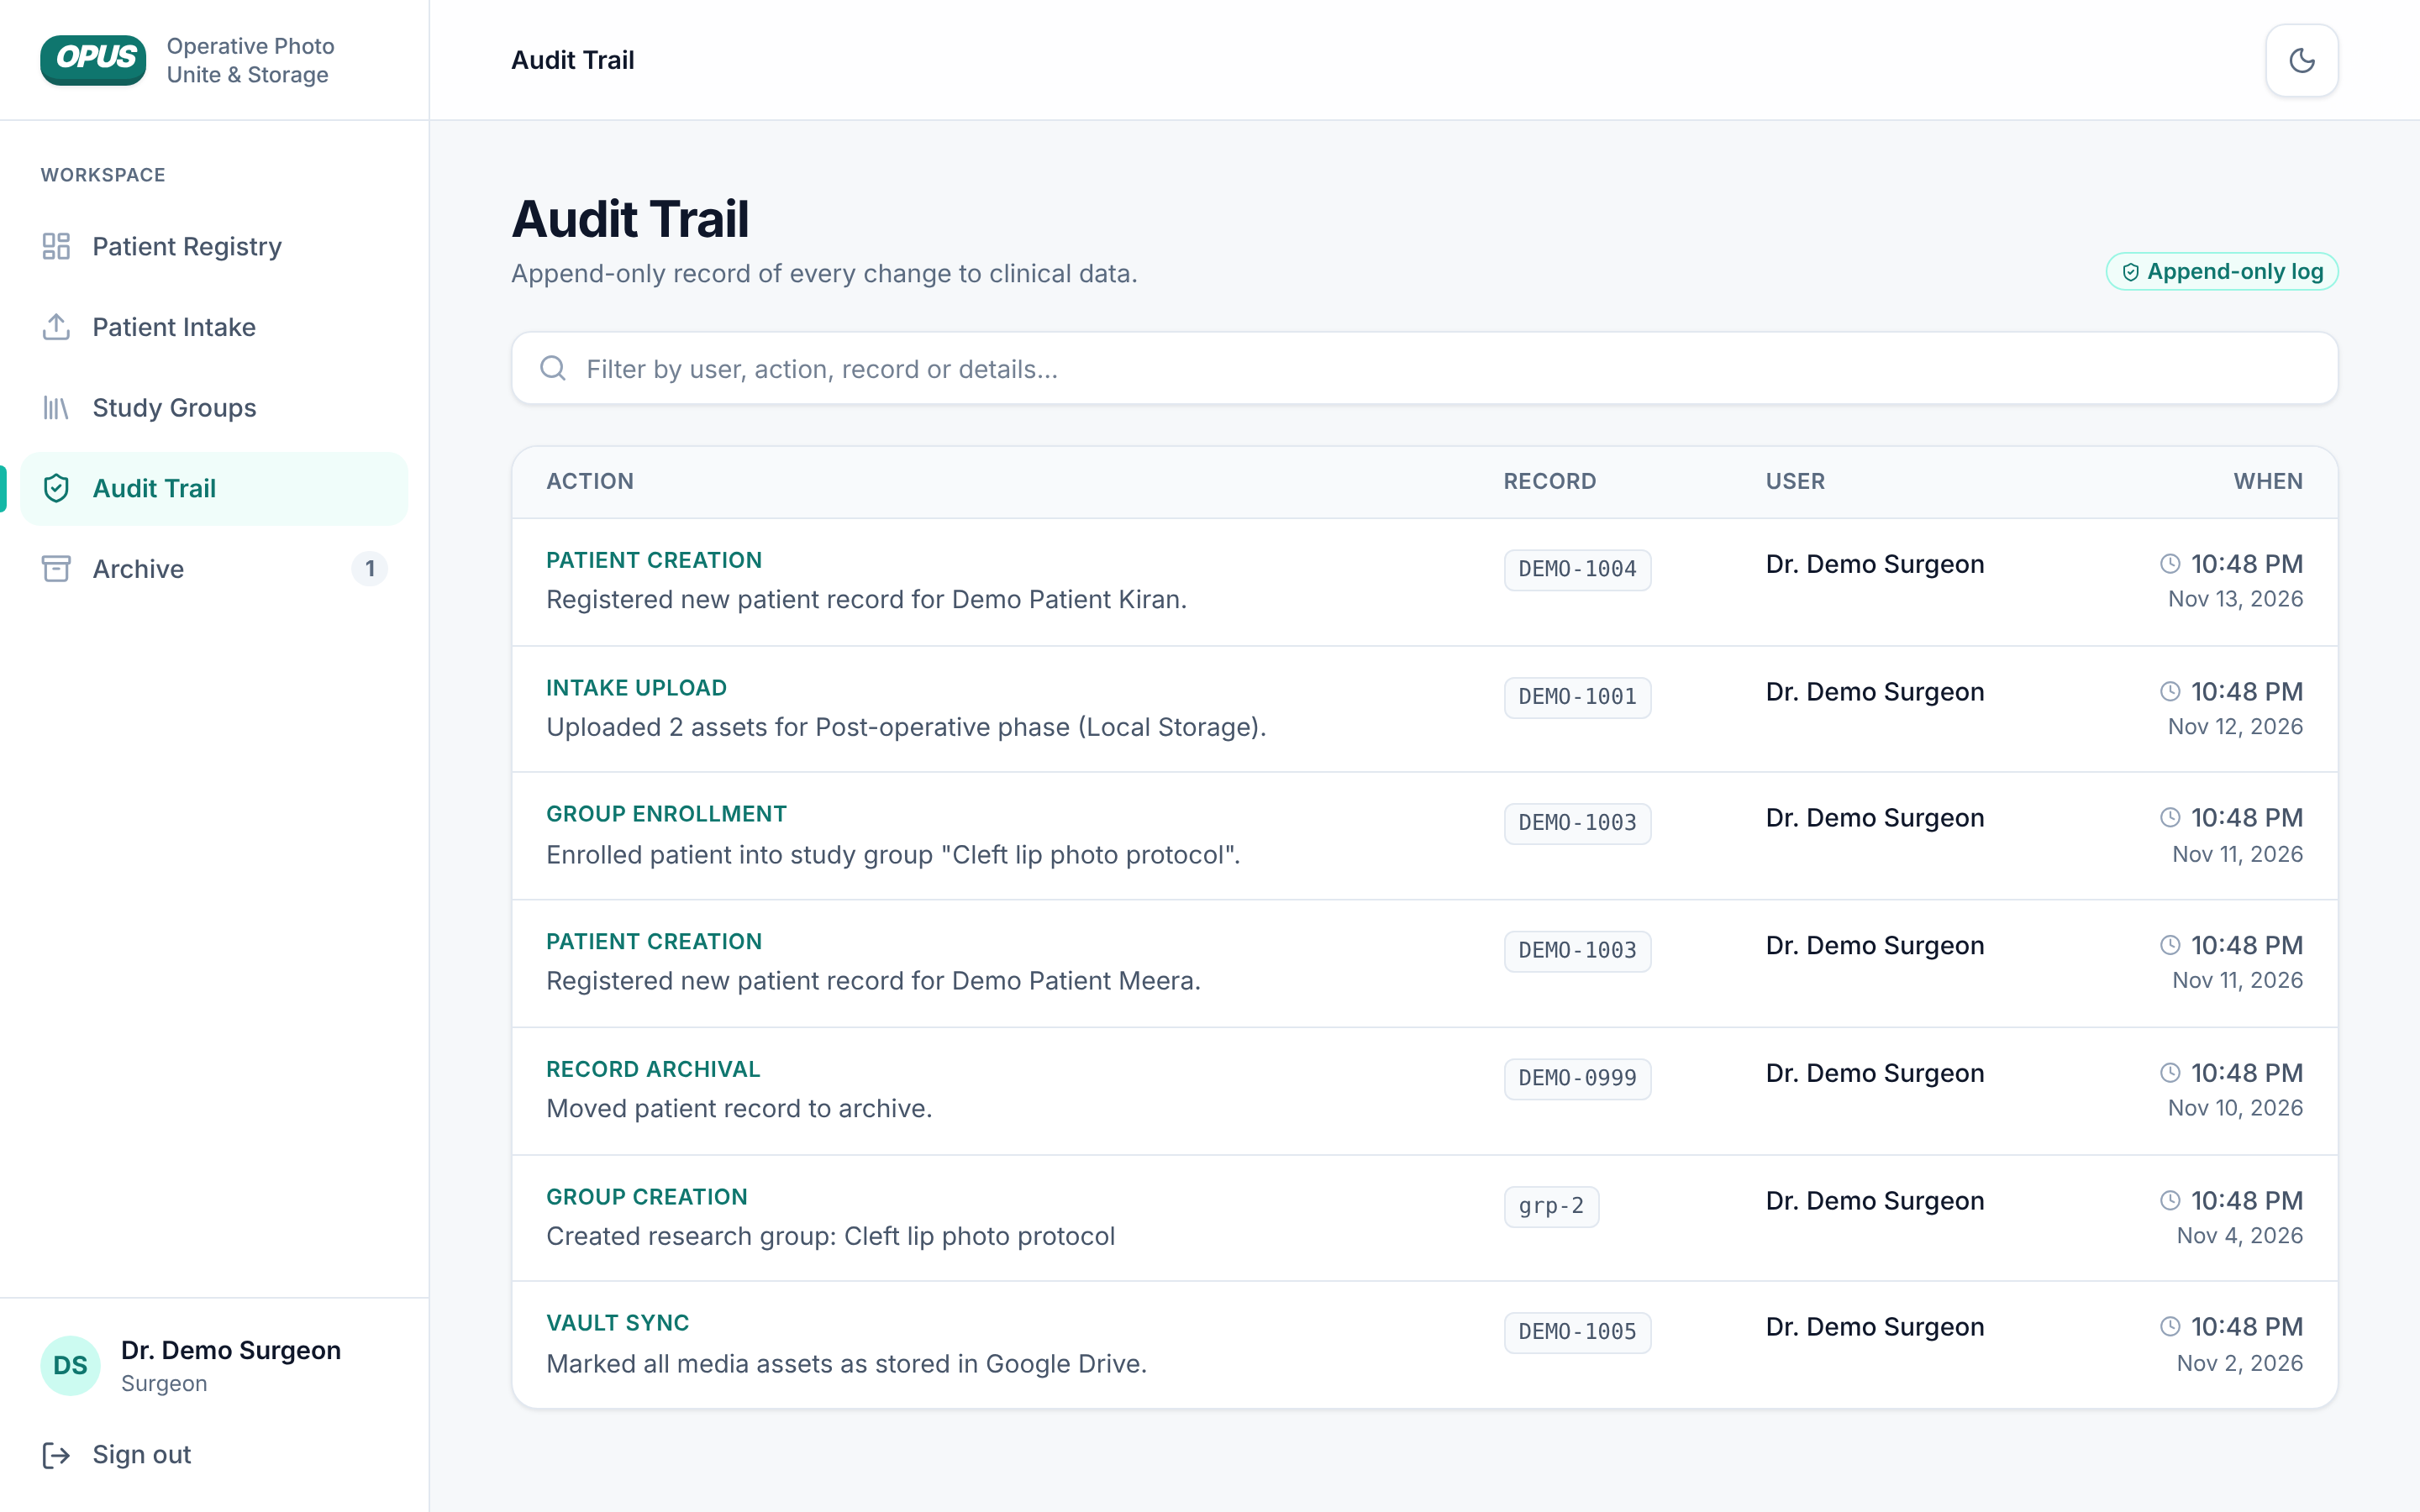 OPUS
Operative Photo
Unite & Storage
Audit Trail
WORKSPACE
Patient Registry
Patient Intake
Study Groups
Audit Trail
Archive 1
Dr. Demo Surgeon
DS
Surgeon
Sign out
Audit Trail
Append-only record of every change to clinical data.
Append-only log
Filter by user, action, record or details...
ACTION RECORD USER WHEN
PATIENT CREATION DEMO-1004 Dr. Demo Surgeon 10:48 PM
Registered new patient record for Demo Patient Kiran. Nov 13, 2026
INTAKE UPLOAD DEMO-1001 Dr. Demo Surgeon 10:48 PM
Uploaded 2 assets for Post-operative phase (Local Storage). Nov 12, 2026
GROUP ENROLLMENT DEMO-1003 Dr. Demo Surgeon 10:48 PM
Enrolled patient into study group "Cleft lip photo protocol". Nov 11, 2026
PATIENT CREATION DEMO-1003 Dr. Demo Surgeon 10:48 PM
Registered new patient record for Demo Patient Meera. Nov 11, 2026
RECORD ARCHIVAL DEMO-0999 Dr. Demo Surgeon 10:48 PM
Moved patient record to archive. Nov 10, 2026
GROUP CREATION grp-2 Dr. Demo Surgeon 10:48 PM
Created research group: Cleft lip photo protocol Nov 4, 2026
VAULT SYNC DEMO-1005 Dr. Demo Surgeon 10:48 PM
Marked all media assets as stored in Google Drive. Nov 2, 2026